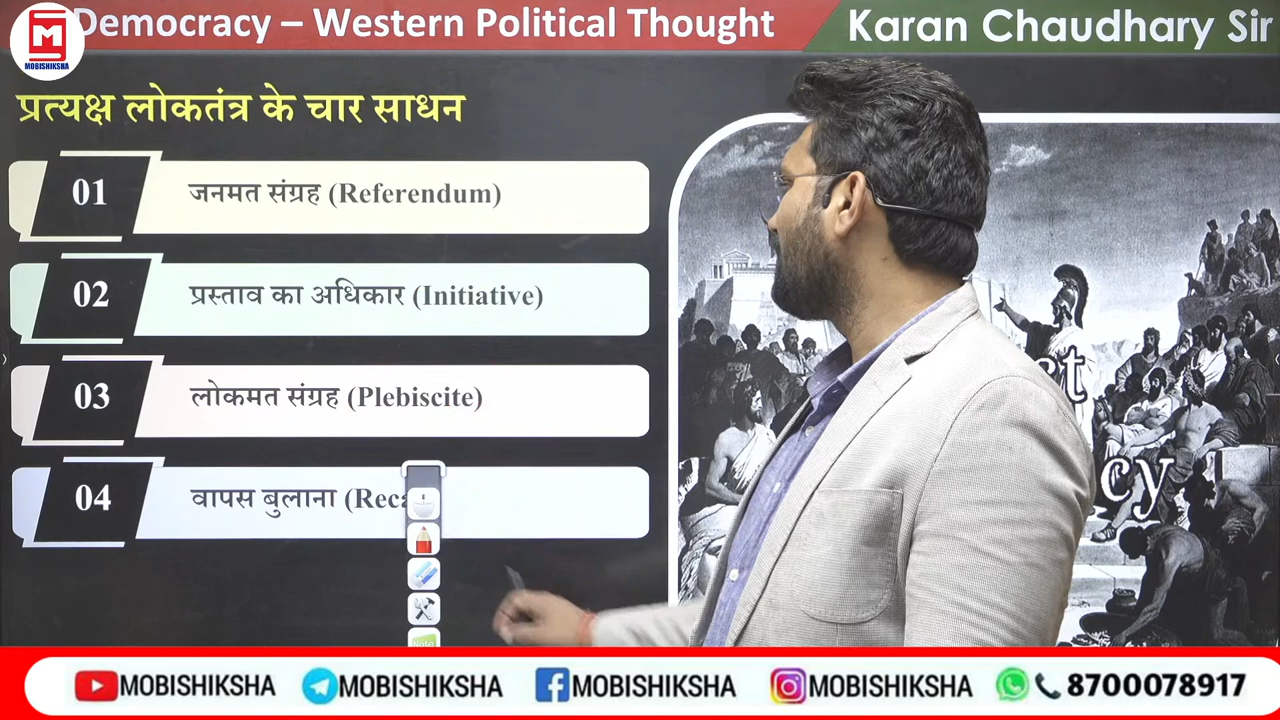 Democracy – Western Political Thought
Karan Chaudhary Sir
MOBISHIKSHA
प्रत्यक्ष लोकतंत्र के चार साधन
01 जनमत संग्रह (Referendum)
02 प्रस्ताव का अधिकार (Initiative)
03 लोकमत संग्रह (Plebiscite)
04 वापस बुलाना
Note
MOBISHIKSHA MOBISHIKSHA MOBISHIKSHA MOBISHIKSHA 8700078917